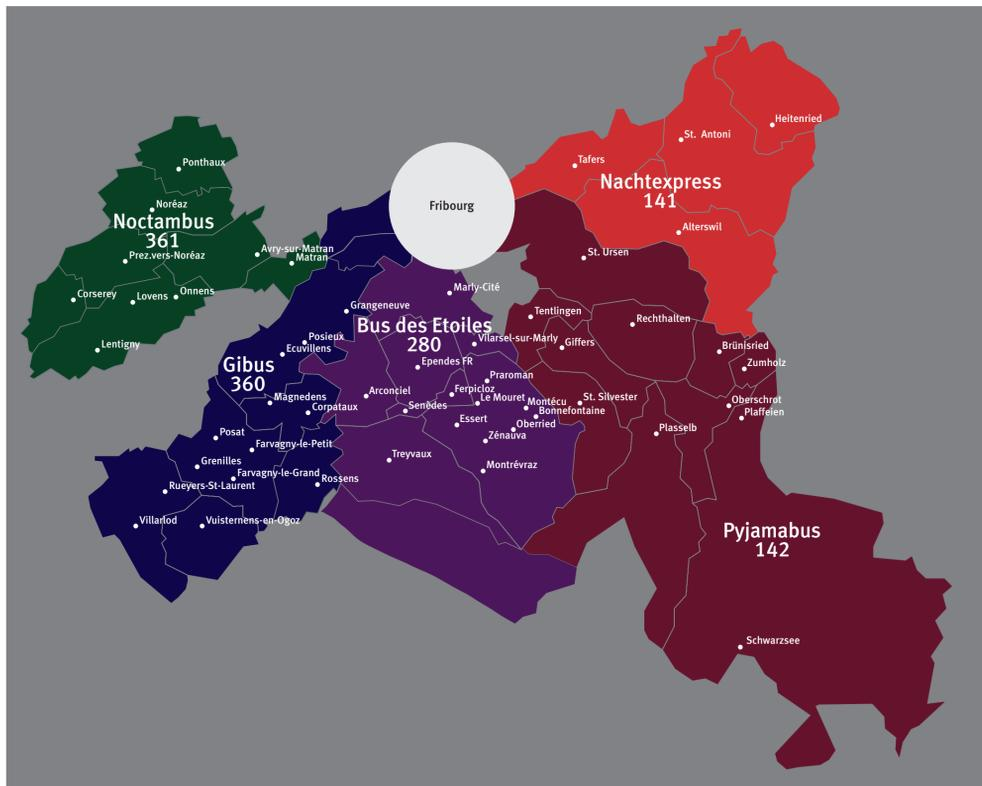 Heitenried
St. Antoni
Tafers
Ponthaux
Nachtexpress
141
Noréaz
Fribourg
Noctambus
361
Alterswil
Avry-sur-Matran
Matran
Prez.vers-Noréaz
St. Ursen
Marly-Cité
Onnens
Corserey
Lovens
Grangeneuve
Tentlingen
Rechthalten
Bus des Etoiles
280
Posieux
Vilarsel-sur-Marly
Giffers
Lentigny
Ecuvillens
Brünisried
Ependes FR
Zumholz
Gibus
360
Praroman
Arconciel
Ferpicloz
Magnedens
Le Mouret
Montécu
St. Silvester
Oberschrot
Corpataux
Senèdes
Bonnefontaine
Plaffeien
Essert
Oberried
Plasselb
Posat
Zénauva
Farvagny-le-Petit
Treyvaux
Grenilles
Montrévraz
Farvagny-le-Grand
Rossens
Rueyers-St-Laurent
Villarlod
Vuisternens-en-Ogoz
Pyjamabus
142
Schwarzsee